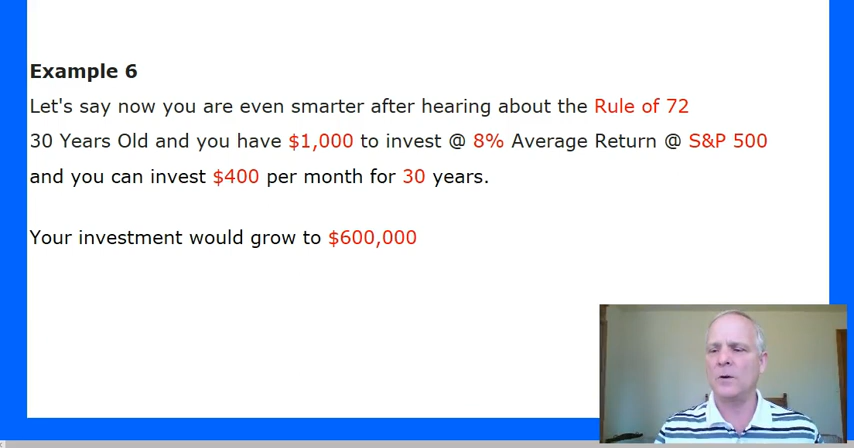 Example 6
Let's say now you are even smarter after hearing about the Rule of 72
30 Years Old and you have $1,000 to invest @ 8% Average Return @ S&P 500
and you can invest $400 per month for 30 years.
Your investment would grow to $600,000